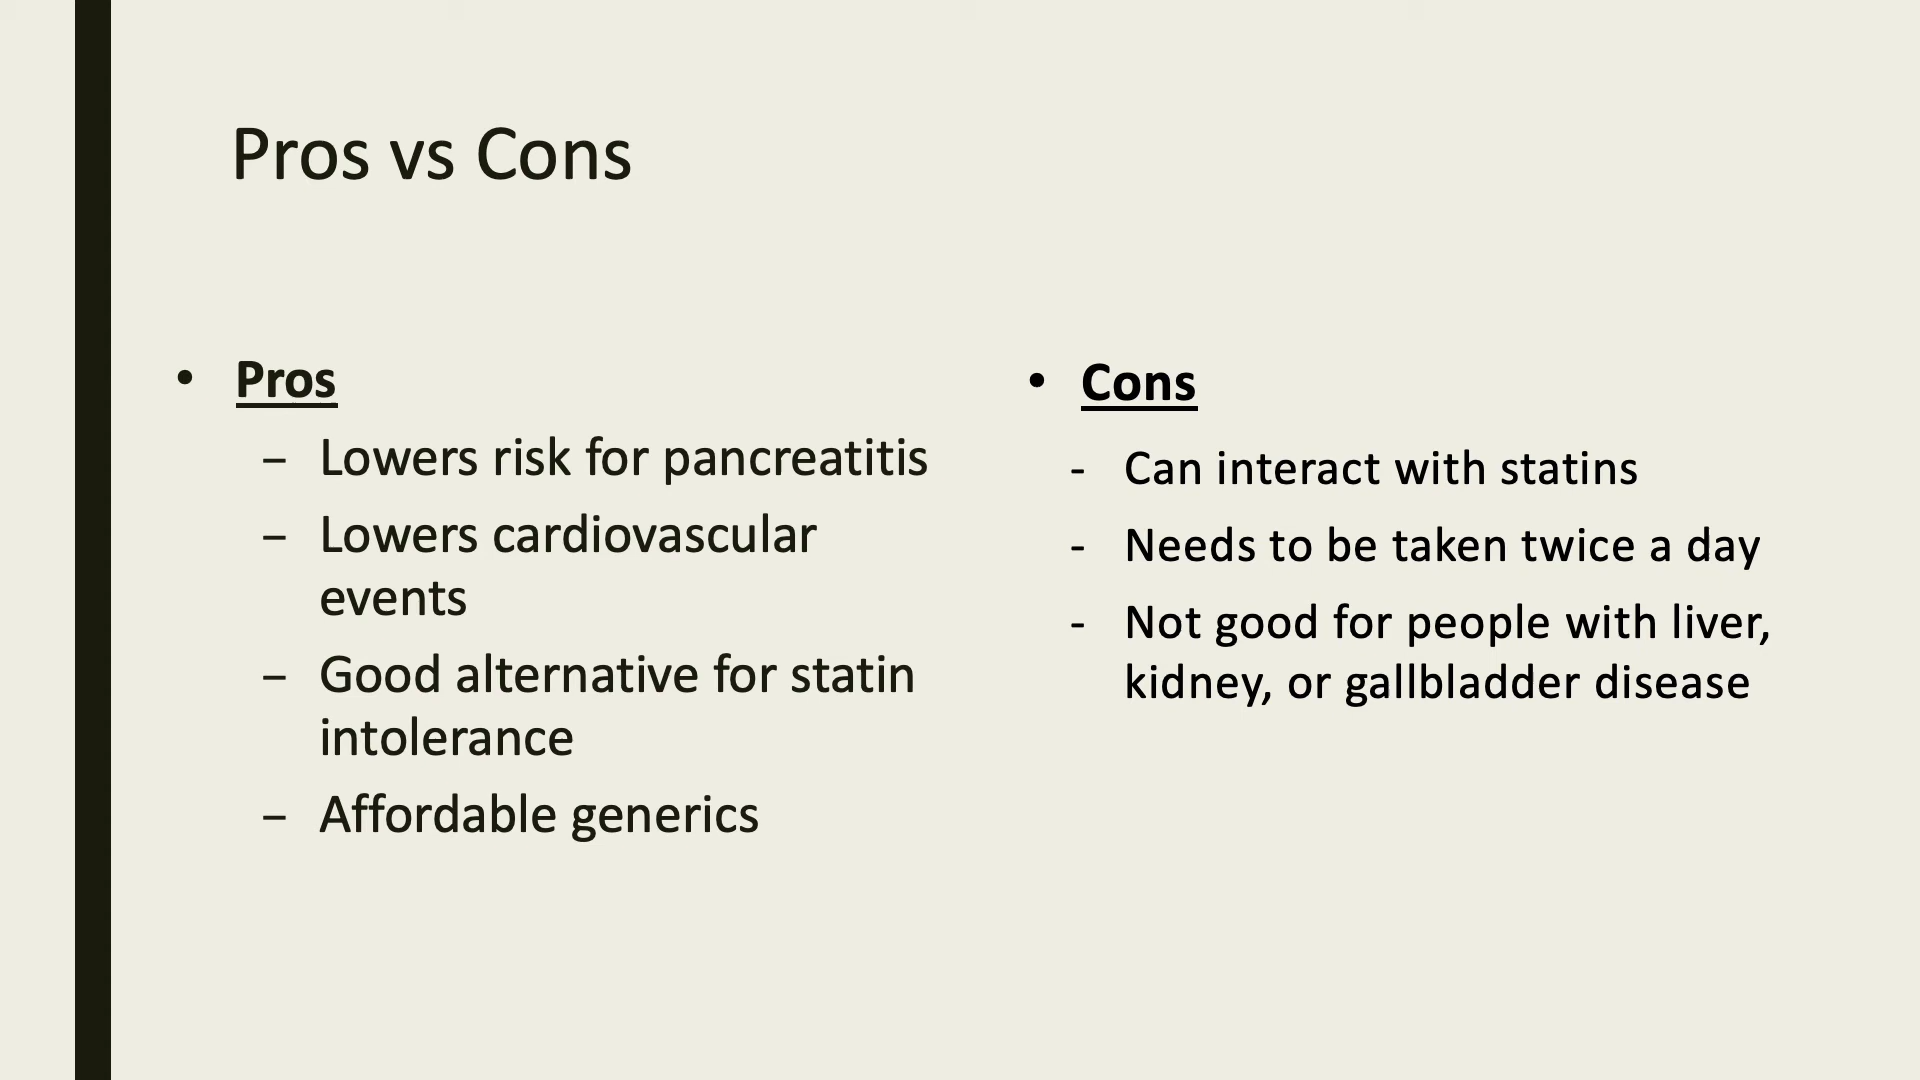 Pros vs Cons
• Pros
– Lowers risk for pancreatitis
– Lowers cardiovascular
events
– Good alternative for statin
intolerance
– Affordable generics
• Cons
- Can interact with statins
- Needs to be taken twice a day
- Not good for people with liver,
kidney, or gallbladder disease